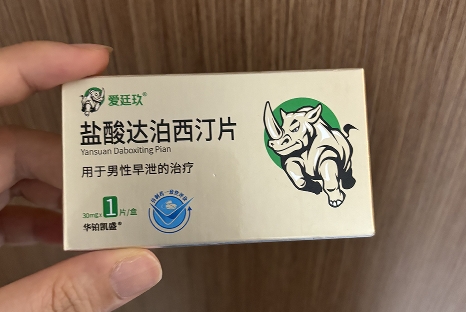 爱廷玖®
盐酸达泊西汀片
Yansuan Daboxiting Pian
用于男性早泄的治疗
30mg×1片/盒
华铂凯盛®